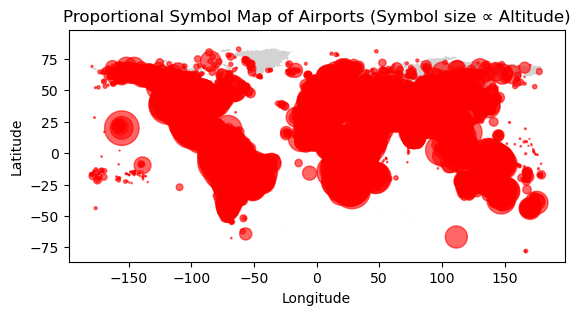 Proportional Symbol Map of Airports (Symbol size ∝ Altitude)
75
50
25
0
−25
−50
−75
Latitude
−150 −100 −50 0 50 100 150
Longitude